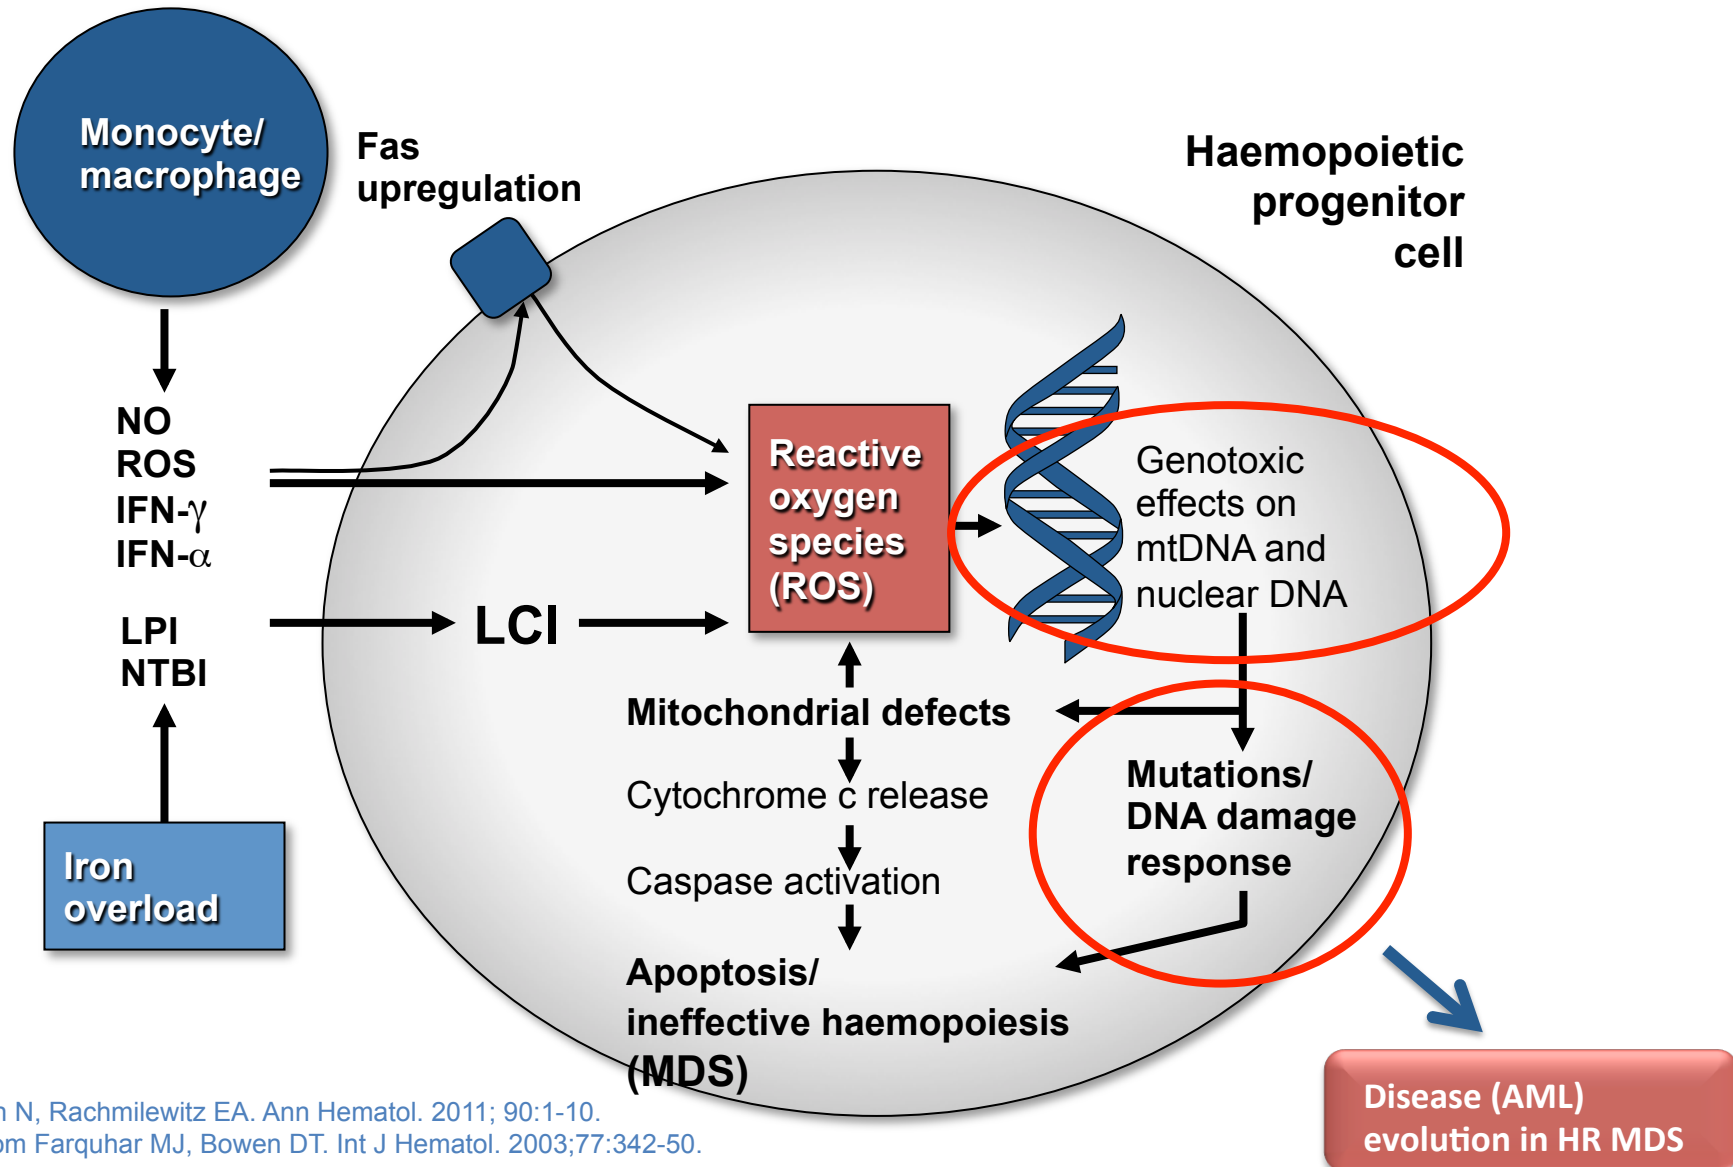 Monocyte/
macrophage
Fas
upregulation
Haemopoietic
progenitor
cell
NO
ROS
IFN-γ
IFN-α
LPI
NTBI
LCI
Reactive
oxygen
species
(ROS)
Genotoxic
effects on
mtDNA and
nuclear DNA
Mitochondrial defects
Cytochrome c release
Caspase activation
Apoptosis/
ineffective haemopoiesis
(MDS)
Mutations/
DNA damage
response
Iron
overload
Disease (AML)
evolution in HR MDS
N, Rachmilewitz EA. Ann Hematol. 2011; 90:1-10.
Farquhar MJ, Bowen DT. Int J Hematol. 2003;77:342-50.